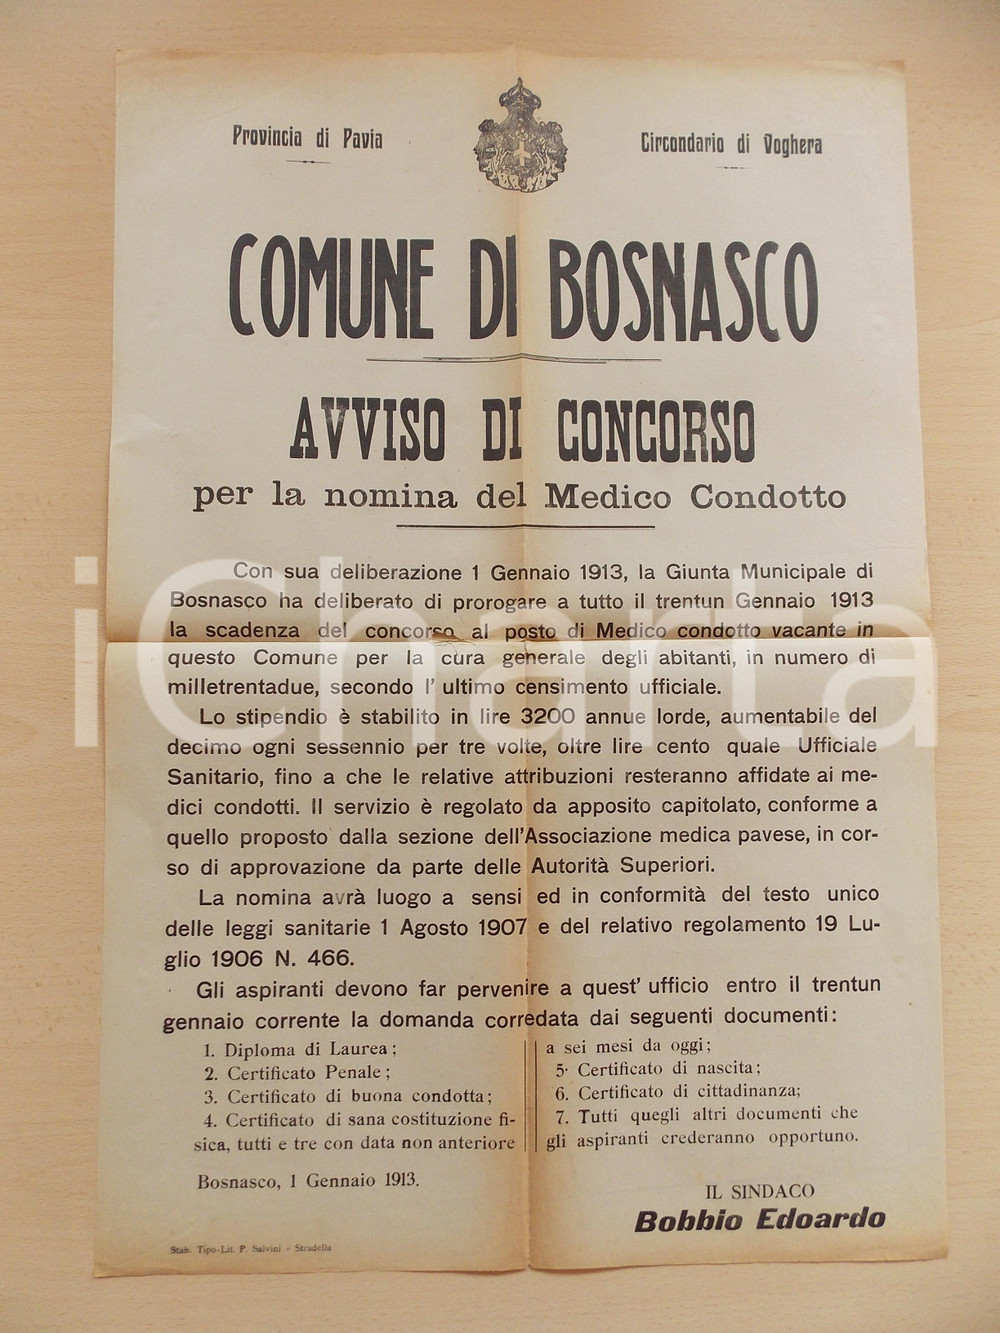 Provincia di Pavia
Circondario di Voghera
COMUNE DI BOSNASCO
AVVISO DI CONCORSO
per la nomina del Medico Condotto
Con sua deliberazione 1 Gennaio 1913, la Giunta Municipale di
Bosnasco ha deliberato di prorogare a tutto il trentun Gennaio 1913
la scadenza del concorso al posto di Medico condotto vacante in
questo Comune per la cura generale degli abitanti, in numero di
milletrentadue, secondo l' ultimo censimento ufficiale.
Lo stipendio è stabilito in lire 3200 annue lorde, aumentabile del
decimo ogni sessennio per tre volte, oltre lire cento quale Ufficiale
Sanitario, fino a che le relative attribuzioni resteranno affidate ai me-
dici condotti. Il servizio è regolato da apposito capitolato, conforme a
quello proposto dalla sezione dell'Associazione medica pavese, in cor-
so di approvazione da parte delle Autorità Superiori.
La nomina avrà luogo a sensi ed in conformità del testo unico
delle leggi sanitarie 1 Agosto 1907 e del relativo regolamento 19 Lu-
glio 1906 N. 466.
Gli aspiranti devono far pervenire a quest' ufficio entro il trentun
gennaio corrente la domanda corredata dai seguenti documenti:
1. Diploma di Laurea;
2. Certificato Penale;
3. Certificato di buona condotta;
4. Certificato di sana costituzione fi-
sica, tutti e tre con data non anteriore
a sei mesi da oggi;
5. Certificato di nascita;
6. Certificato di cittadinanza;
7. Tutti quegli altri documenti che
gli aspiranti crederanno opportuno.
Bosnasco, 1 Gennaio 1913.
IL SINDACO
Bobbio Edoardo
Stab. Tipo-Lit. P. Salvini - Stradella
iCharta